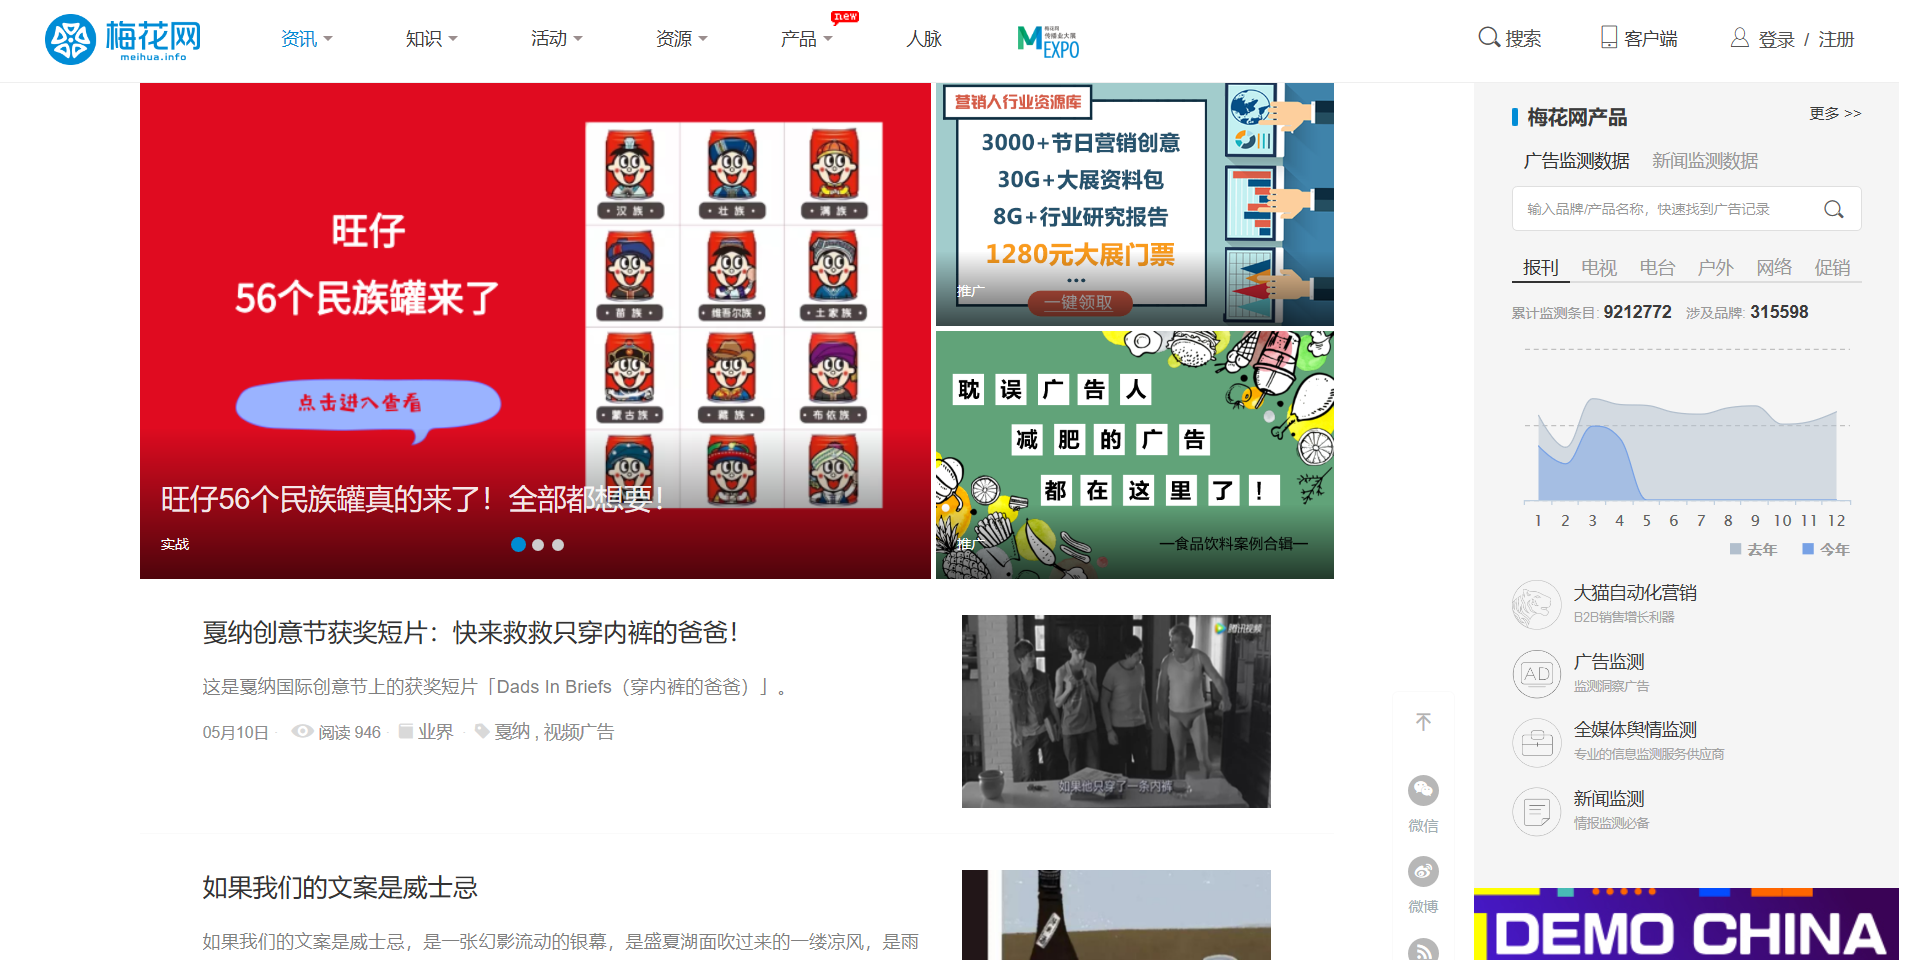 梅花网
meihua.info
资讯
知识
活动
资源
产品
new
人脉
梅花网
传播业大展
M EXPO
搜索
客户端
登录 / 注册
旺仔
56个民族罐来了
点击进入查看
·汉 族·
·壮 族·
·满 族·
·苗 族·
·维吾尔族·
·土家族·
·蒙古族·
·藏 族·
·布依族·
旺仔56个民族罐真的来了！全部都想要！
实战
营销人行业资源库
3000+节日营销创意
30G+大展资料包
8G+行业研究报告
1280元大展门票
...
一键领取
推广
耽误广告人
减肥的广告
都在这里了！
推广
—食品饮料案例合辑—
戛纳创意节获奖短片：快来救救只穿内裤的爸爸！
这是戛纳国际创意节上的获奖短片「Dads In Briefs（穿内裤的爸爸）」。
05月10日 · 阅读 946 · 业界 · 戛纳 , 视频广告
腾讯视频
如果他只穿了一条内裤
如果我们的文案是威士忌
如果我们的文案是威士忌，是一张幻影流动的银幕，是盛夏湖面吹过来的一缕凉风，是雨
微信
微博
梅花网产品
更多 >>
广告监测数据
新闻监测数据
输入品牌/产品名称，快速找到广告记录
报刊
电视
电台
户外
网络
促销
累计监测条目: 9212772 涉及品牌: 315598
1 2 3 4 5 6 7 8 9 10 11 12
去年
今年
大猫自动化营销
B2B销售增长利器
AD
广告监测
监测洞察广告
全媒体舆情监测
专业的信息监测服务供应商
新闻监测
情报监测必备
DEMO CHINA